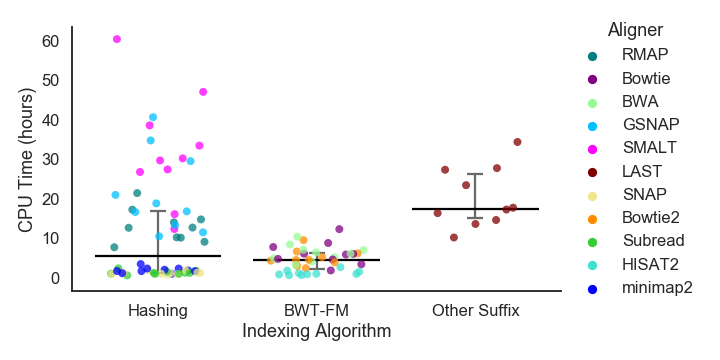 60
50
40
30
20
10
0
CPU Time (hours)
Hashing
BWT-FM
Other Suffix
Indexing Algorithm
Aligner
RMAP
Bowtie
BWA
GSNAP
SMALT
LAST
SNAP
Bowtie2
Subread
HISAT2
minimap2